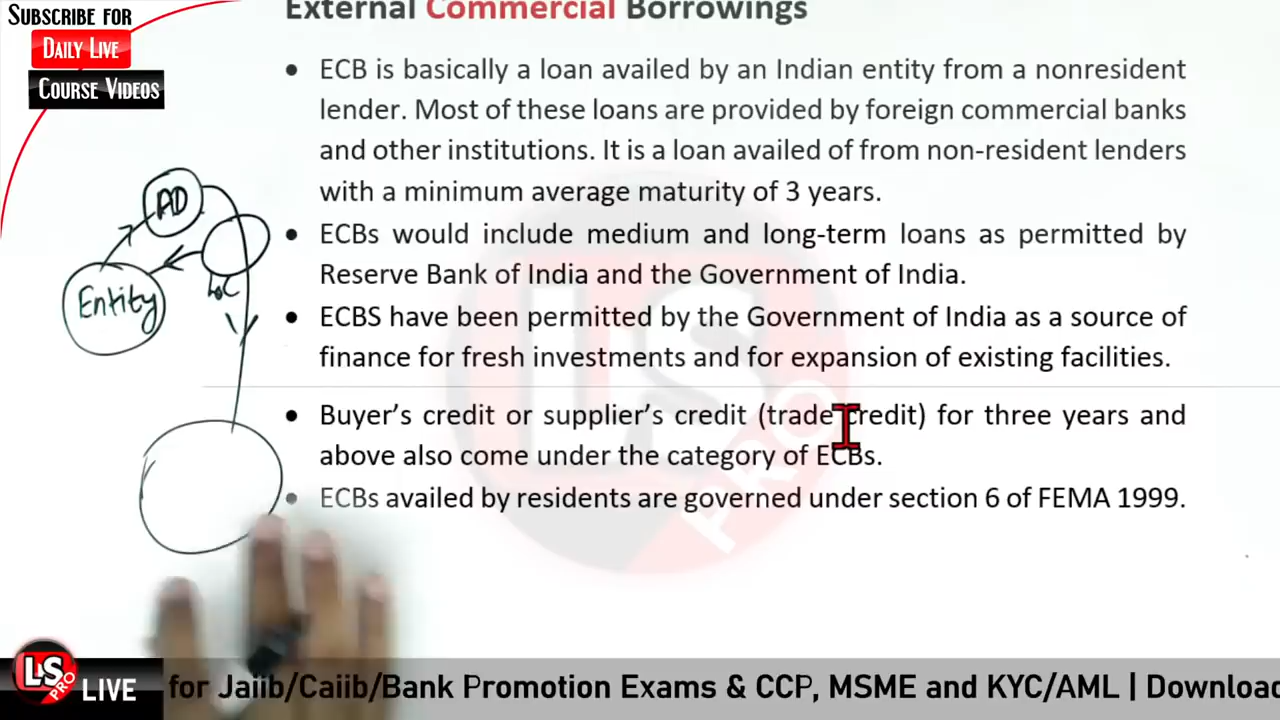 SUBSCRIBE FOR
DAILY LIVE
COURSE VIDEOS
External Commercial Borrowings
• ECB is basically a loan availed by an Indian entity from a nonresident
lender. Most of these loans are provided by foreign commercial banks
and other institutions. It is a loan availed of from non-resident lenders
with a minimum average maturity of 3 years.
AD
• ECBs would include medium and long-term loans as permitted by
Reserve Bank of India and the Government of India.
Entity
LOC
• ECBS have been permitted by the Government of India as a source of
finance for fresh investments and for expansion of existing facilities.
• Buyer's credit or supplier's credit (trade credit) for three years and
above also come under the category of ECBs.
• ECBs availed by residents are governed under section 6 of FEMA 1999.
LS
PRO
LS PRO LIVE
for Jaiib/Caiib/Bank Promotion Exams & CCP, MSME and KYC/AML | Download